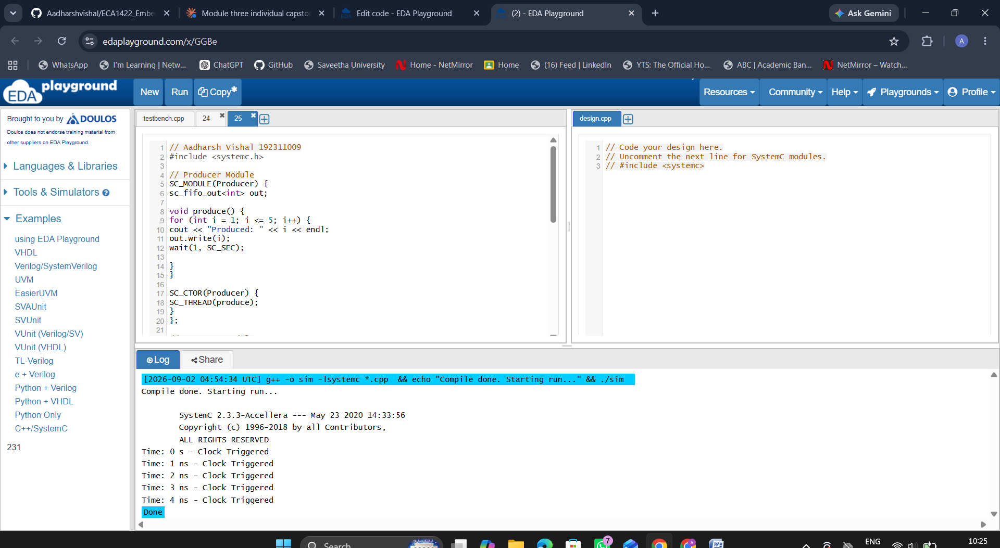 Aadharshvishal/ECA1422_Embe
Module three individual capsto
Edit code - EDA Playground
(2) - EDA Playground
Ask Gemini
edaplayground.com/x/GGBe
A
WhatsApp
I'm Learning | Netw...
ChatGPT
GitHub
Saveetha University
Home - NetMirror
Home
(16) Feed | LinkedIn
YTS: The Official Ho...
ABC | Academic Ban...
NetMirror – Watch...
EDA playground
New
Run
Copy*
Resources
Community
Help
Playgrounds
Profile
Brought to you by DOULOS
Doulos does not endorse training material from
other suppliers on EDA Playground.
Languages & Libraries
Tools & Simulators
Examples
using EDA Playground
VHDL
Verilog/SystemVerilog
UVM
EasierUVM
SVAUnit
SVUnit
VUnit (Verilog/SV)
VUnit (VHDL)
TL-Verilog
e + Verilog
Python + Verilog
Python + VHDL
Python Only
C++/SystemC
231
testbench.cpp
24
25
1 // Aadharsh Vishal 192311009
2 #include <systemc.h>
3
4 // Producer Module
5 SC_MODULE(Producer) {
6 sc_fifo_out<int> out;
7
8 void produce() {
9 for (int i = 1; i <= 5; i++) {
10 cout << "Produced: " << i << endl;
11 out.write(i);
12 wait(1, SC_SEC);
13
14 }
15 }
16
17 SC_CTOR(Producer) {
18 SC_THREAD(produce);
19 }
20 };
21
design.cpp
1 // Code your design here.
2 // Uncomment the next line for SystemC modules.
3 // #include <systemc>
Log
Share
[2026-09-02 04:54:34 UTC] g++ -o sim -lsystemc *.cpp  && echo "Compile done. Starting run..." && ./sim
Compile done. Starting run...
SystemC 2.3.3-Accellera --- May 23 2020 14:33:56
Copyright (c) 1996-2018 by all Contributors,
ALL RIGHTS RESERVED
Time: 0 s - Clock Triggered
Time: 1 ns - Clock Triggered
Time: 2 ns - Clock Triggered
Time: 3 ns - Clock Triggered
Time: 4 ns - Clock Triggered
Done
Search
7
A
ENG
10:25